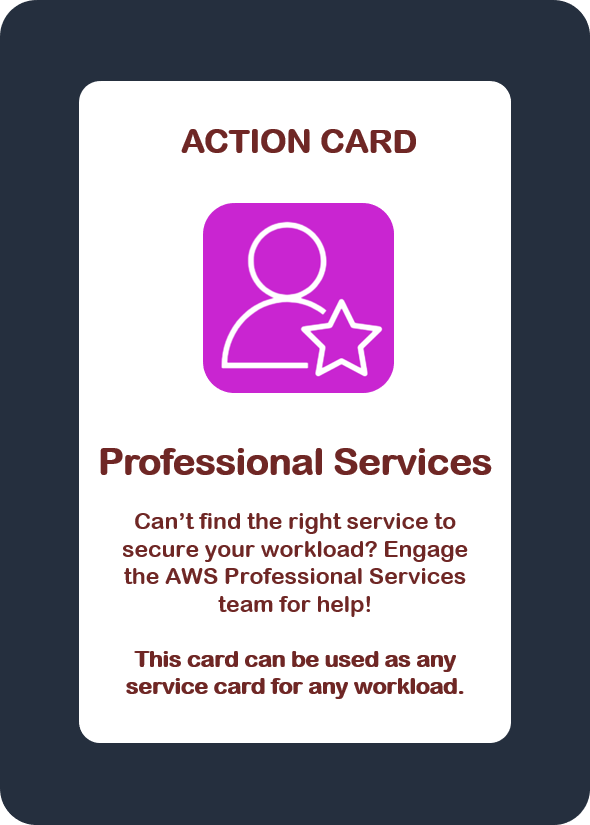 ACTION CARD
Professional Services
Can’t find the right service to
secure your workload? Engage
the AWS Professional Services
team for help!
This card can be used as any
service card for any workload.